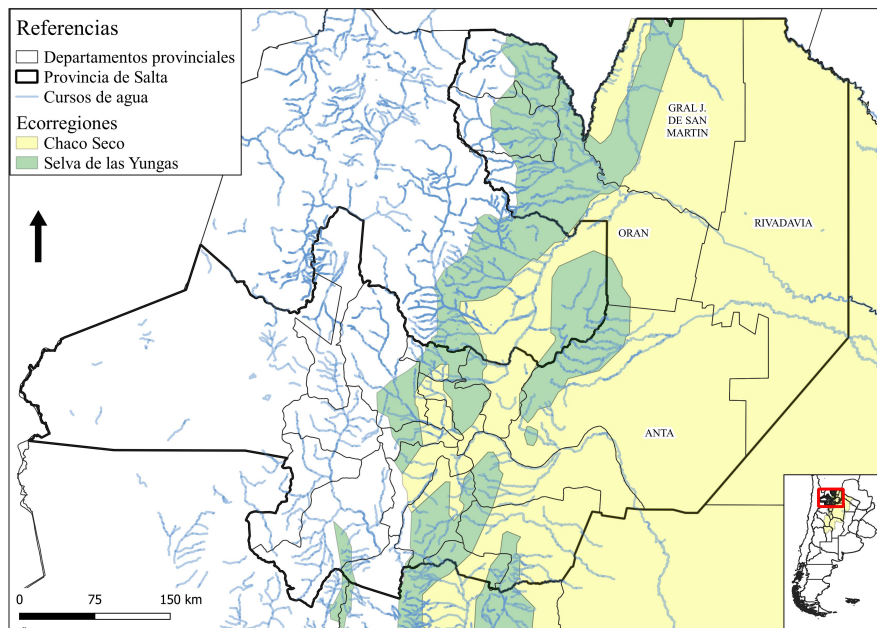 Referencias
Departamentos provinciales
Provincia de Salta
Cursos de agua
Ecorregiones
Chaco Seco
Selva de las Yungas
GRAL J.
DE SAN
MARTIN
ORAN
RIVADAVIA
ANTA
0 75 150 km